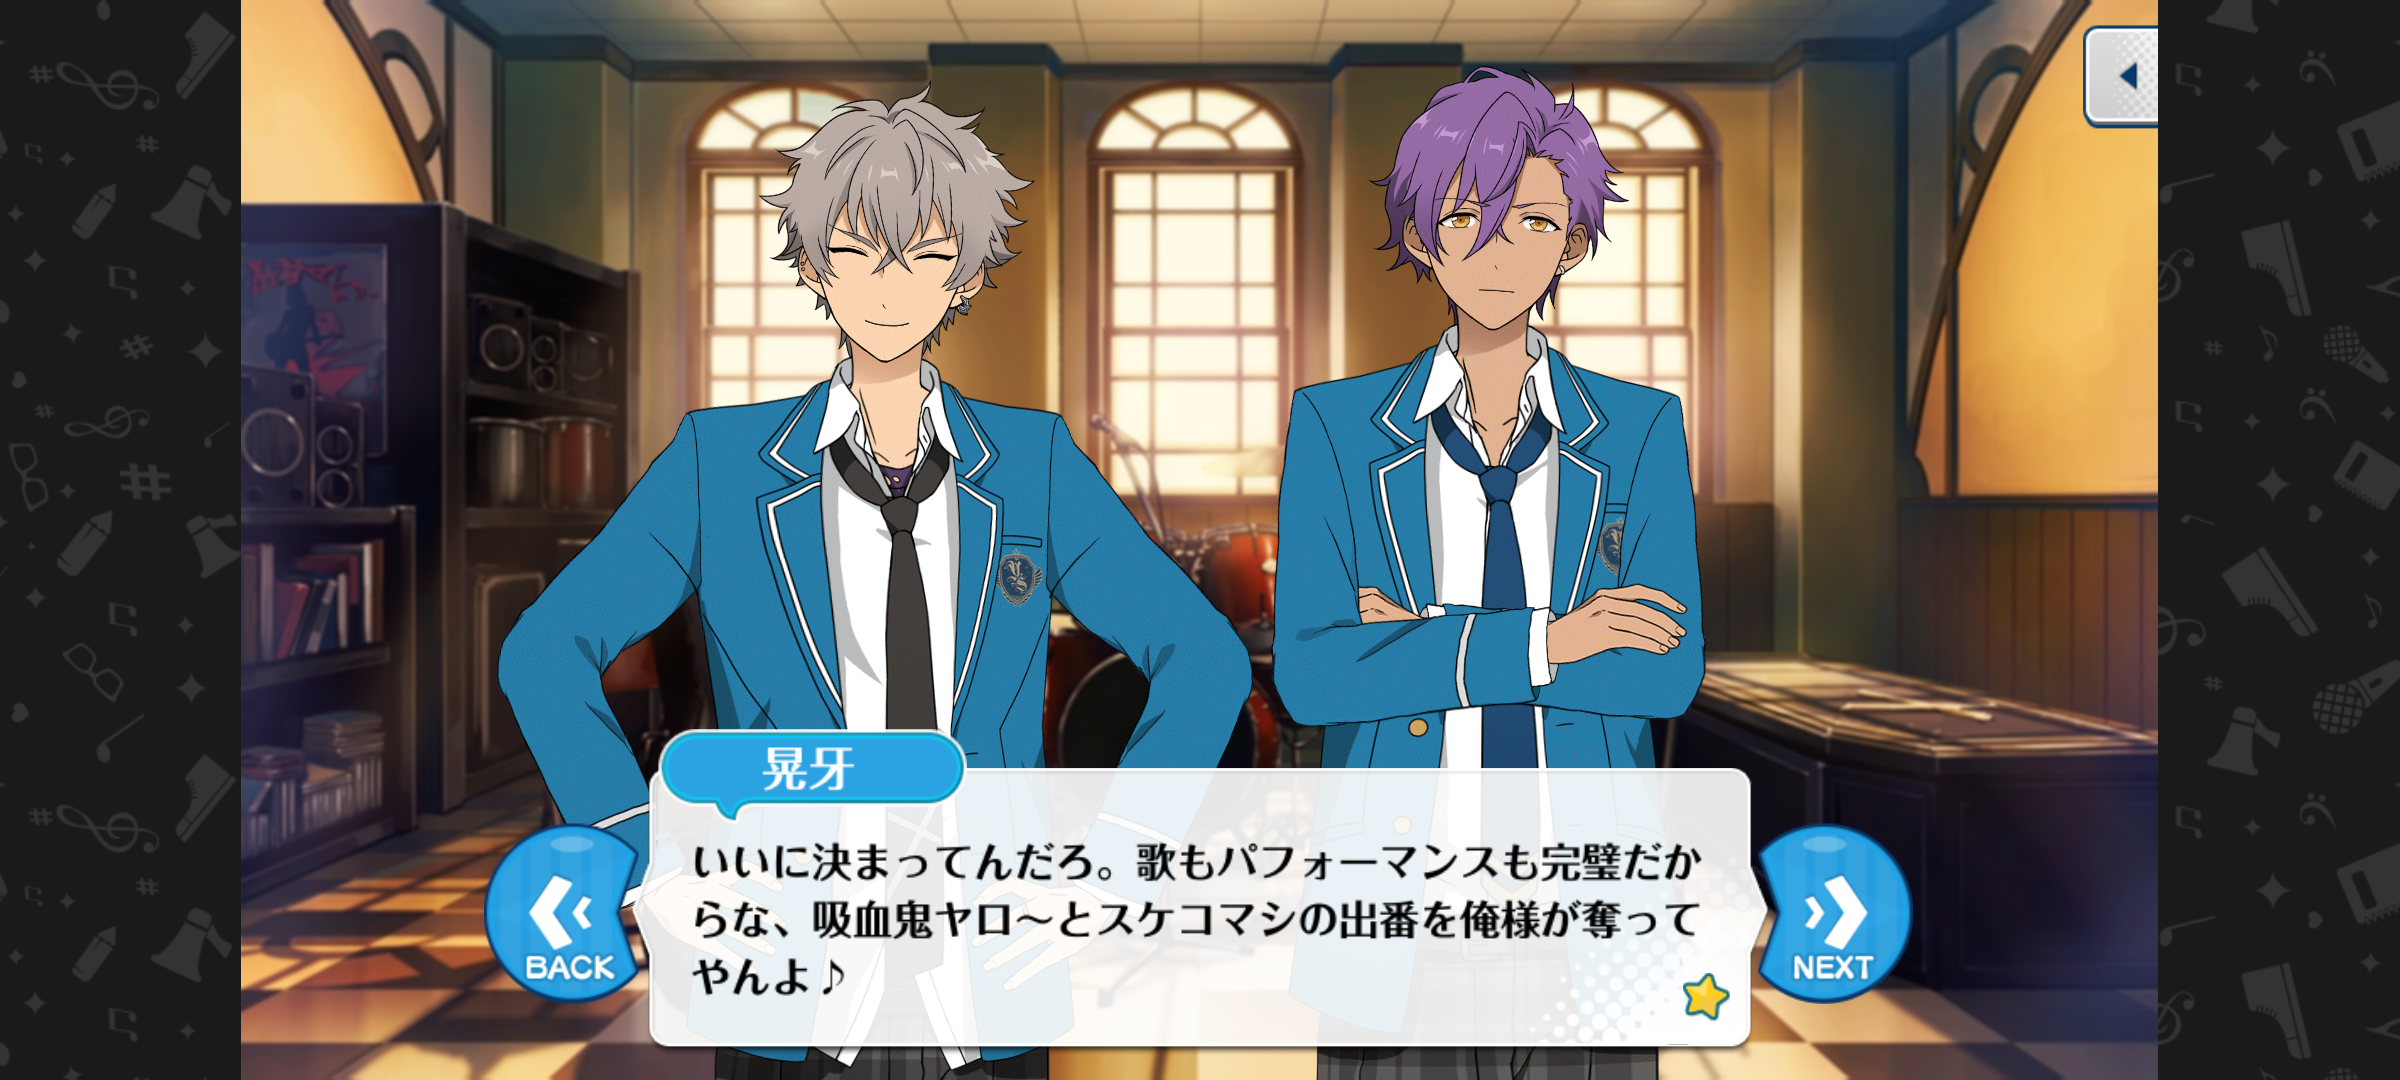 晃牙
いいに決まってんだろ。歌もパフォーマンスも完璧だか
らな、吸血鬼ヤロ〜とスケコマシの出番を俺様が奪って
やんよ♪
BACK
NEXT